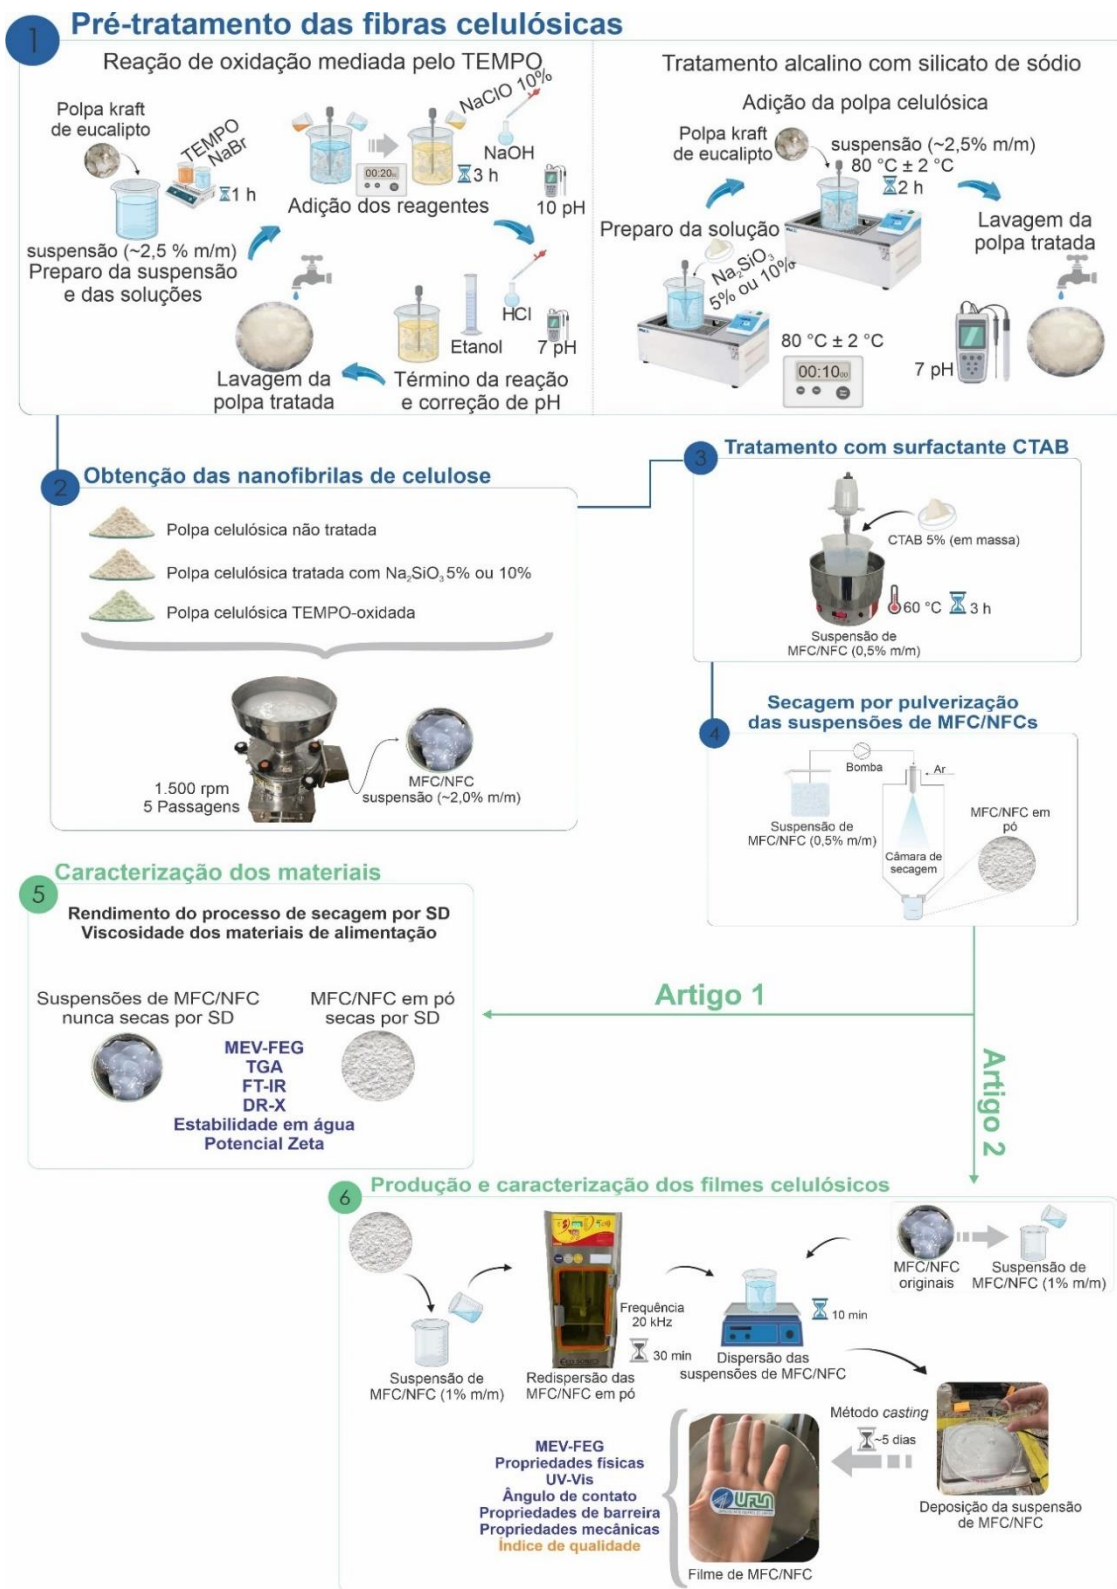 1
Pré-tratamento das fibras celulósicas
Reação de oxidação mediada pelo TEMPO
Polpa kraft
de eucalipto
TEMPO
NaBr
1 h
suspensão (~2,5 % m/m)
Preparo da suspensão
e das soluções
00:20
NaClO 10%
3 h
NaOH
10 pH
Adição dos reagentes
HCl
Etanol
7 pH
Término da reação
e correção de pH
Lavagem da
polpa tratada
Tratamento alcalino com silicato de sódio
Adição da polpa celulósica
Polpa kraft
de eucalipto
suspensão (~2,5% m/m)
80 °C ± 2 °C
2 h
Preparo da solução
Na₂SiO₃
5% ou 10%
80 °C ± 2 °C
00:10 00
Lavagem da
polpa tratada
7 pH
2
Obtenção das nanofibrilas de celulose
Polpa celulósica não tratada
Polpa celulósica tratada com Na₂SiO₃ 5% ou 10%
Polpa celulósica TEMPO-oxidada
1.500 rpm
5 Passagens
MFC/NFC
suspensão (~2,0% m/m)
3
Tratamento com surfactante CTAB
CTAB 5% (em massa)
60 °C
3 h
Suspensão de
MFC/NFC (0,5% m/m)
4
Secagem por pulverização
das suspensões de MFC/NFCs
Bomba
Ar
Suspensão de
MFC/NFC (0,5% m/m)
Câmara de
secagem
MFC/NFC em
pó
5
Caracterização dos materiais
Rendimento do processo de secagem por SD
Viscosidade dos materiais de alimentação
Suspensões de MFC/NFC
nunca secas por SD
MFC/NFC em pó
secas por SD
MEV-FEG
TGA
FT-IR
DR-X
Estabilidade em água
Potencial Zeta
Artigo 1
Artigo 2
6
Produção e caracterização dos filmes celulósicos
Suspensão de
MFC/NFC (1% m/m)
Frequência
20 kHz
30 min
Redispersão das
MFC/NFC em pó
10 min
Dispersão das
suspensões de MFC/NFC
MFC/NFC
originais
Suspensão de
MFC/NFC (1% m/m)
Método casting
~5 dias
Deposição da suspensão
de MFC/NFC
MEV-FEG
Propriedades físicas
UV-Vis
Ângulo de contato
Propriedades de barreira
Propriedades mecânicas
Índice de qualidade
UFLA
Filme de MFC/NFC